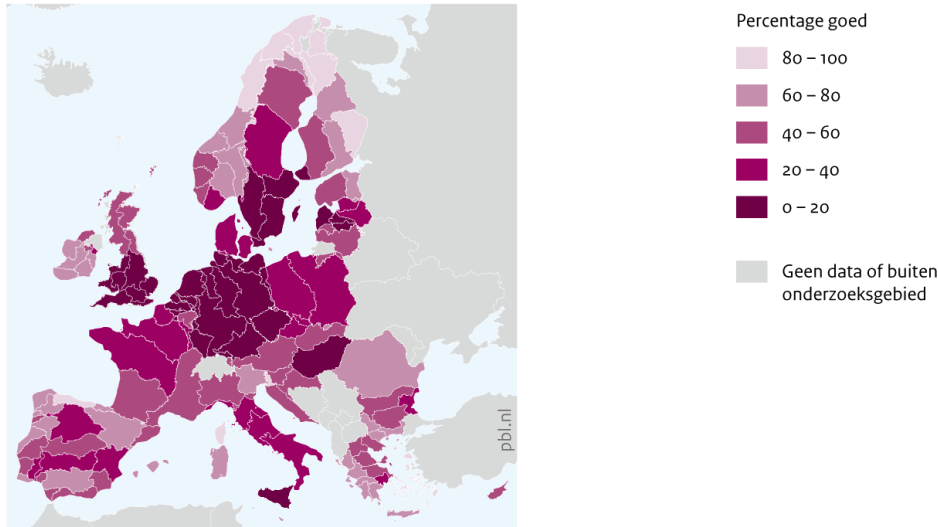 Percentage goed
80 – 100
60 – 80
40 – 60
20 – 40
0 – 20
Geen data of buiten
onderzoeksgebied
pbl.nl